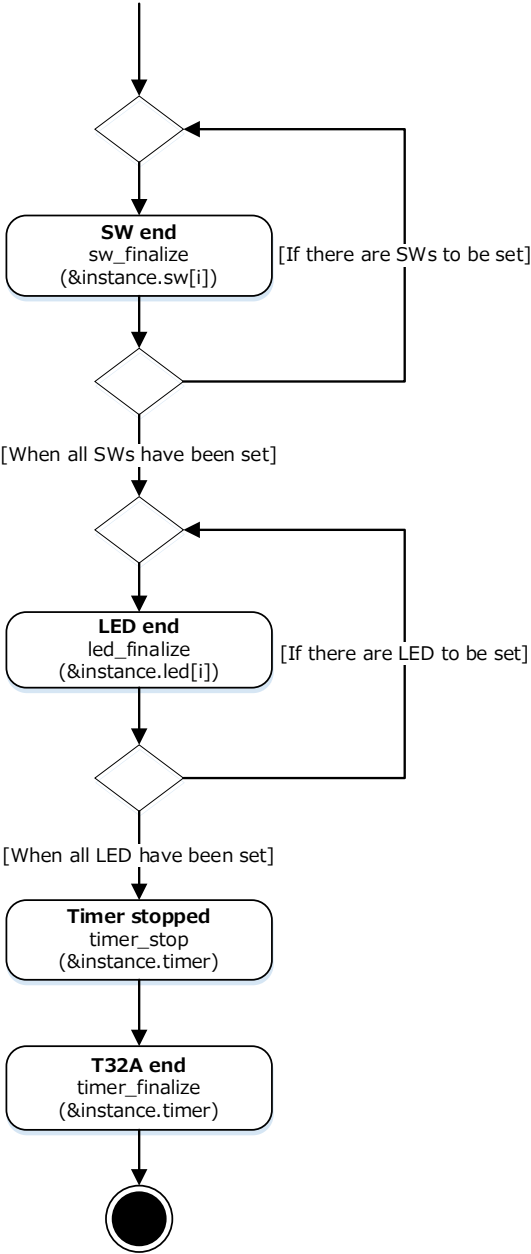 SW end
sw_finalize
(&instance.sw[i])
[If there are SWs to be set]
[When all SWs have been set]
LED end
led_finalize
(&instance.led[i])
[If there are LED to be set]
[When all LED have been set]
Timer stopped
timer_stop
(&instance.timer)
T32A end
timer_finalize
(&instance.timer)